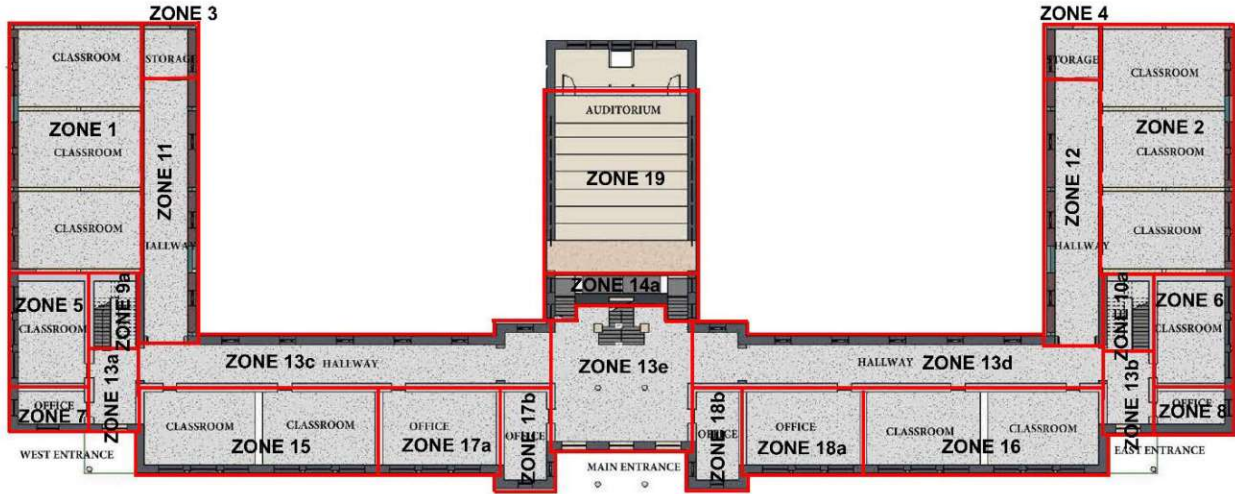 ZONE 3
ZONE 4
CLASSROOM
STORAGE
STORAGE
CLASSROOM
AUDITORIUM
ZONE 1
CLASSROOM
ZONE 11
ZONE 19
ZONE 12
ZONE 2
CLASSROOM
CLASSROOM
HALLWAY
HALLWAY
CLASSROOM
ZONE 5
CLASSROOM
ZONE 9a
ZONE 14a
ZONE 10a
ZONE 6
CLASSROOM
ZONE 13a
ZONE 13c
HALLWAY
ZONE 13e
HALLWAY
ZONE 13d
ZONE 13b
OFFICE
ZONE 7
OFFICE
ZONE 8
CLASSROOM
CLASSROOM
ZONE 15
OFFICE
ZONE 17a
OFFICE
ZONE 17b
OFFICE
ZONE 18b
OFFICE
ZONE 18a
CLASSROOM
CLASSROOM
ZONE 16
WEST ENTRANCE
MAIN ENTRANCE
EAST ENTRANCE